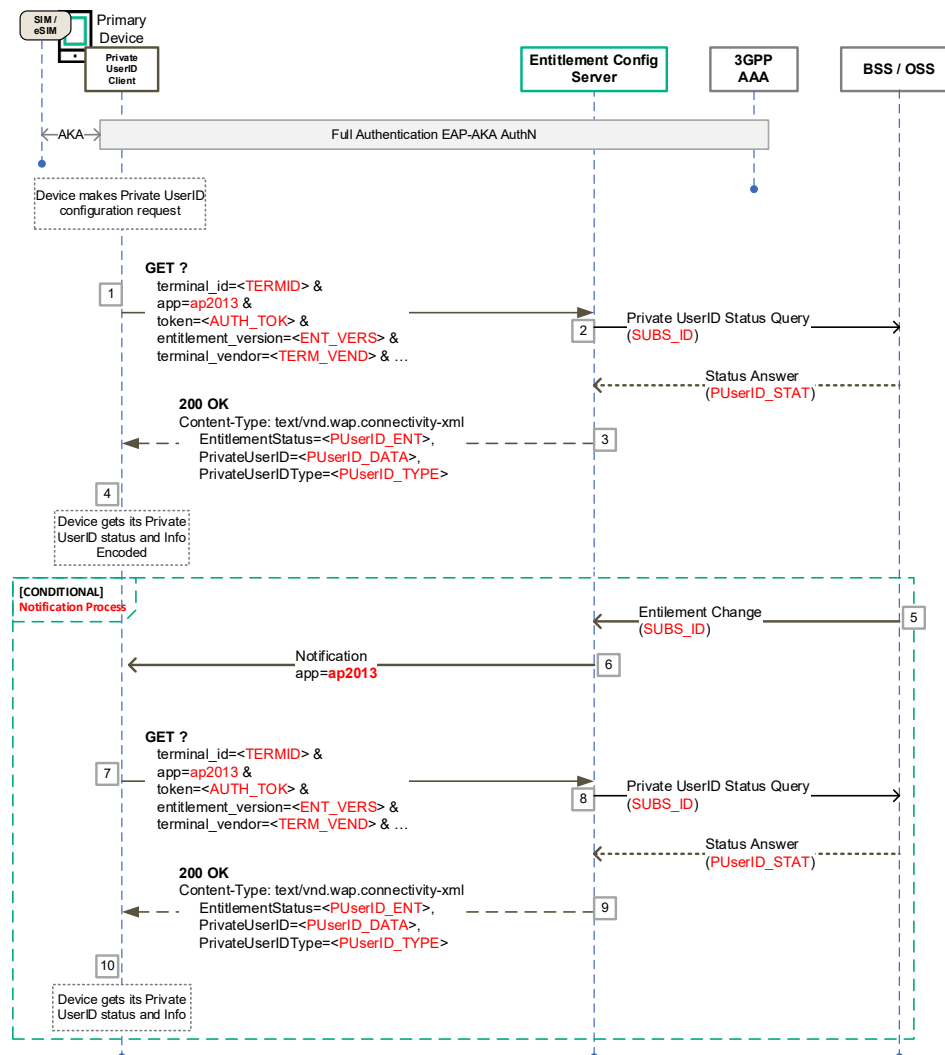 SIM /
eSIM
Primary
Device
Private
UserID
Client
Entitlement Config
Server
3GPP
AAA
BSS / OSS
AKA
Full Authentication EAP-AKA AuthN
Device makes Private UserID
configuration request
GET ?
1
terminal_id=<TERMID> &
app=ap2013 &
token=<AUTH_TOK> &
entitlement_version=<ENT_VERS> &
terminal_vendor=<TERM_VEND> & …
2
Private UserID Status Query
(SUBS_ID)
Status Answer
(PUserID_STAT)
200 OK
Content-Type: text/vnd.wap.connectivity-xml
EntitlementStatus=<PUserID_ENT>,
PrivateUserID=<PUserID_DATA>,
PrivateUserIDType=<PUserID_TYPE>
3
4
Device gets its Private
UserID status and Info
Encoded
[CONDITIONAL]
Notification Process
Entilement Change
(SUBS_ID)
5
Notification
app=ap2013
6
GET ?
7
terminal_id=<TERMID> &
app=ap2013 &
token=<AUTH_TOK> &
entitlement_version=<ENT_VERS> &
terminal_vendor=<TERM_VEND> & …
8
Private UserID Status Query
(SUBS_ID)
Status Answer
(PUserID_STAT)
200 OK
Content-Type: text/vnd.wap.connectivity-xml
EntitlementStatus=<PUserID_ENT>,
PrivateUserID=<PUserID_DATA>,
PrivateUserIDType=<PUserID_TYPE>
9
10
Device gets its Private
UserID status and Info